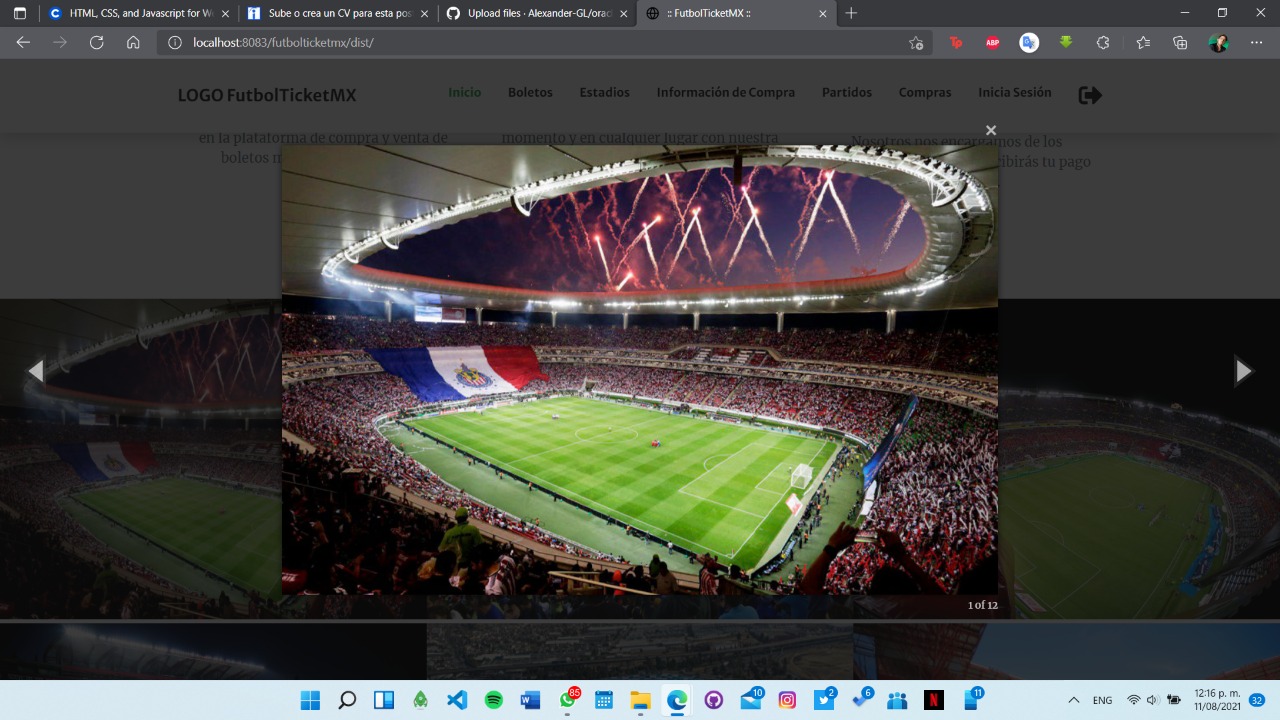 HTML, CSS, and Javascript for W
Sube o crea un CV para esta pos
Upload files · Alexander-GL/orac
:: FutbolTicketMX ::
localhost:8083/futbolticketmx/dist/
LOGO FutbolTicketMX
Inicio
Boletos
Estadios
Información de Compra
Partidos
Compras
Inicia Sesión
en la plataforma de compra y venta de
boletos m
momento y en cualquier lugar con nuestra
Nosotros nos encargamos de los
ibirás tu pago
×
1 of 12
85
10
2
6
11
ENG
12:16 p. m.
11/08/2021
32